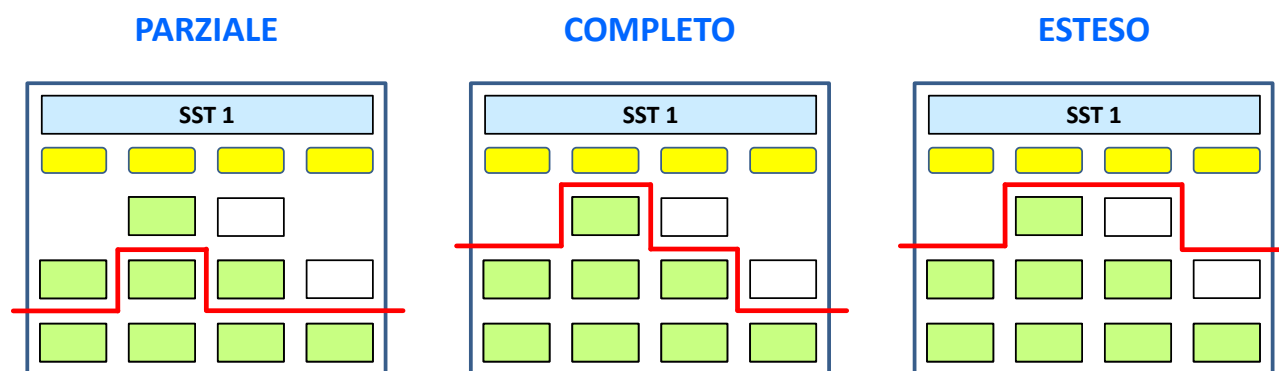 PARZIALE
COMPLETO
ESTESO
SST 1
SST 1
SST 1